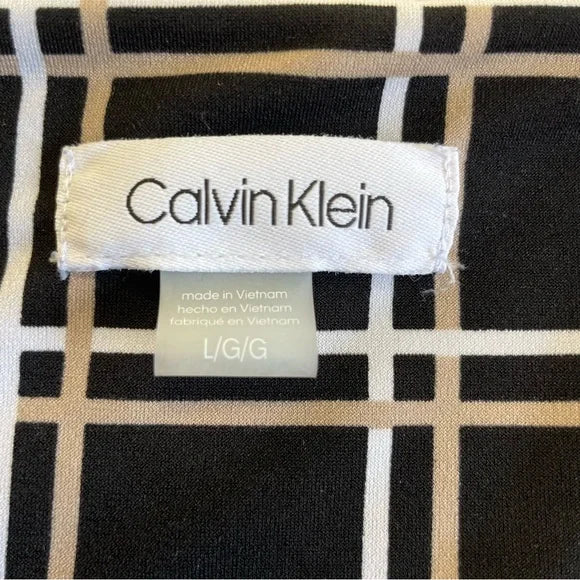 Calvin Klein
made in Vietnam
hecho en Vietnam
fabriqué en Vietnam
L/G/G